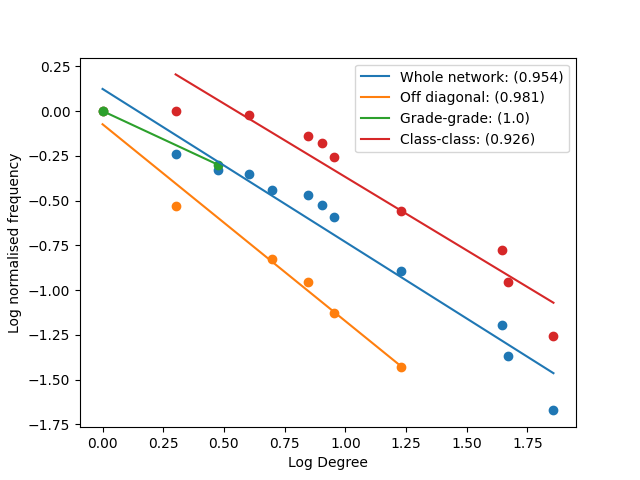 Whole network: (0.954)
Off diagonal: (0.981)
Grade-grade: (1.0)
Class-class: (0.926)
0.25
0.00
−0.25
−0.50
−0.75
−1.00
−1.25
−1.50
−1.75
Log normalised frequency
0.00 0.25 0.50 0.75 1.00 1.25 1.50 1.75
Log Degree